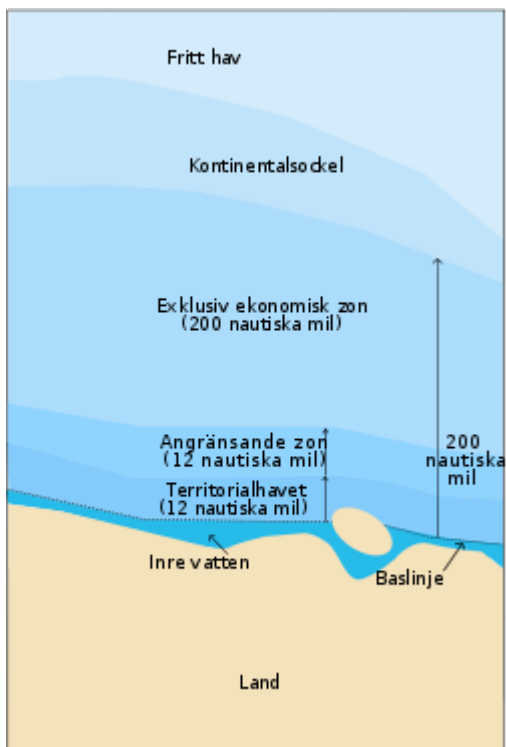 Fritt hav
Kontinentalsockel
Exklusiv ekonomisk zon
(200 nautiska mil)
Angränsande zon
(12 nautiska mil)
200
nautiska
mil
Territorialhavet
(12 nautiska mil)
Inre vatten
Baslinje
Land